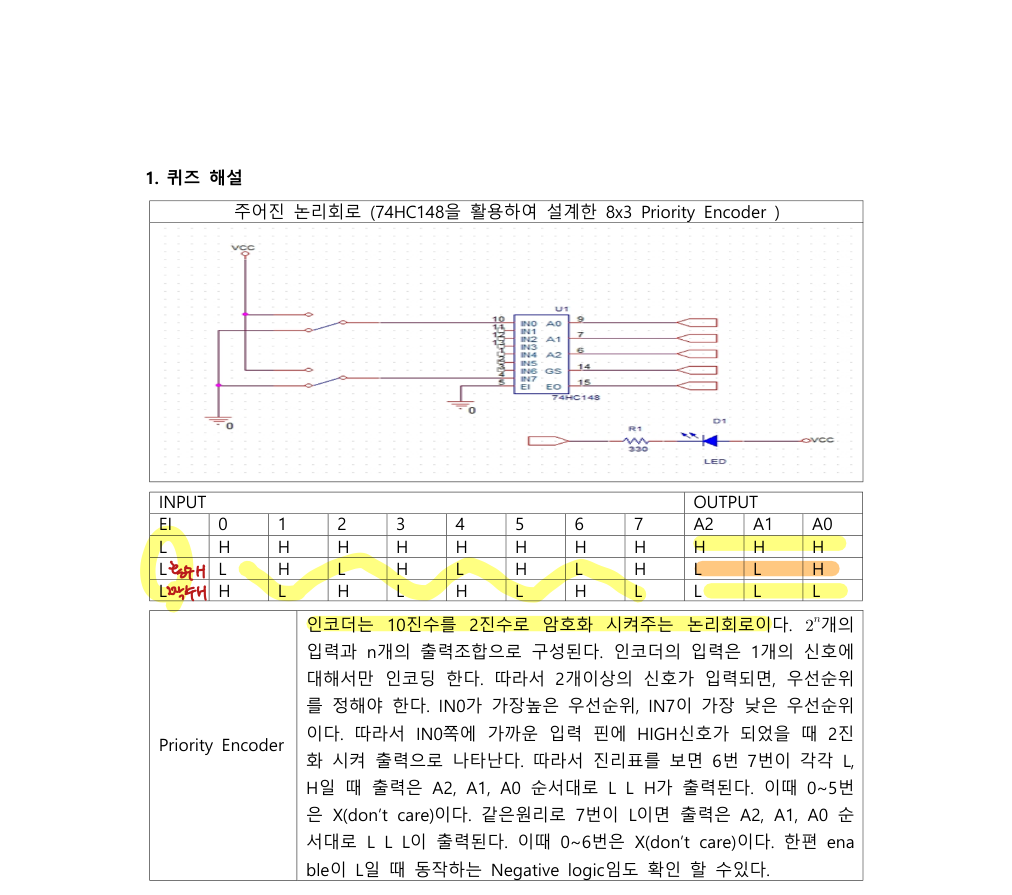 1. 퀴즈 해설
주어진 논리회로 (74HC148을 활용하여 설계한 8x3 Priority Encoder )
VCC
U1
10 IN0 A0 9
11 IN1
12 IN2 A1 7
13 IN3
1 IN4 A2 6
2 IN5
3 IN6 GS 14
4 IN7
5 EI EO 15
74HC148
0
0
R1
330
D1
LED
VCC
INPUT OUTPUT
EI 0 1 2 3 4 5 6 7 A2 A1 A0
L H H H H H H H H H H H
L L H L H L H L H L L H
L H L H L H L H L L L L
인코더는 10진수를 2진수로 암호화 시켜주는 논리회로이다. 2ⁿ개의
입력과 n개의 출력조합으로 구성된다. 인코더의 입력은 1개의 신호에
대해서만 인코딩 한다. 따라서 2개이상의 신호가 입력되면, 우선순위
를 정해야 한다. IN0가 가장높은 우선순위, IN7이 가장 낮은 우선순위
이다. 따라서 IN0쪽에 가까운 입력 핀에 HIGH신호가 되었을 때 2진
Priority Encoder
화 시켜 출력으로 나타난다. 따라서 진리표를 보면 6번 7번이 각각 L,
H일 때 출력은 A2, A1, A0 순서대로 L L H가 출력된다. 이때 0~5번
은 X(don't care)이다. 같은원리로 7번이 L이면 출력은 A2, A1, A0 순
서대로 L L L이 출력된다. 이때 0~6번은 X(don't care)이다. 한편 ena
ble이 L일 때 동작하는 Negative logic임도 확인 할 수있다.